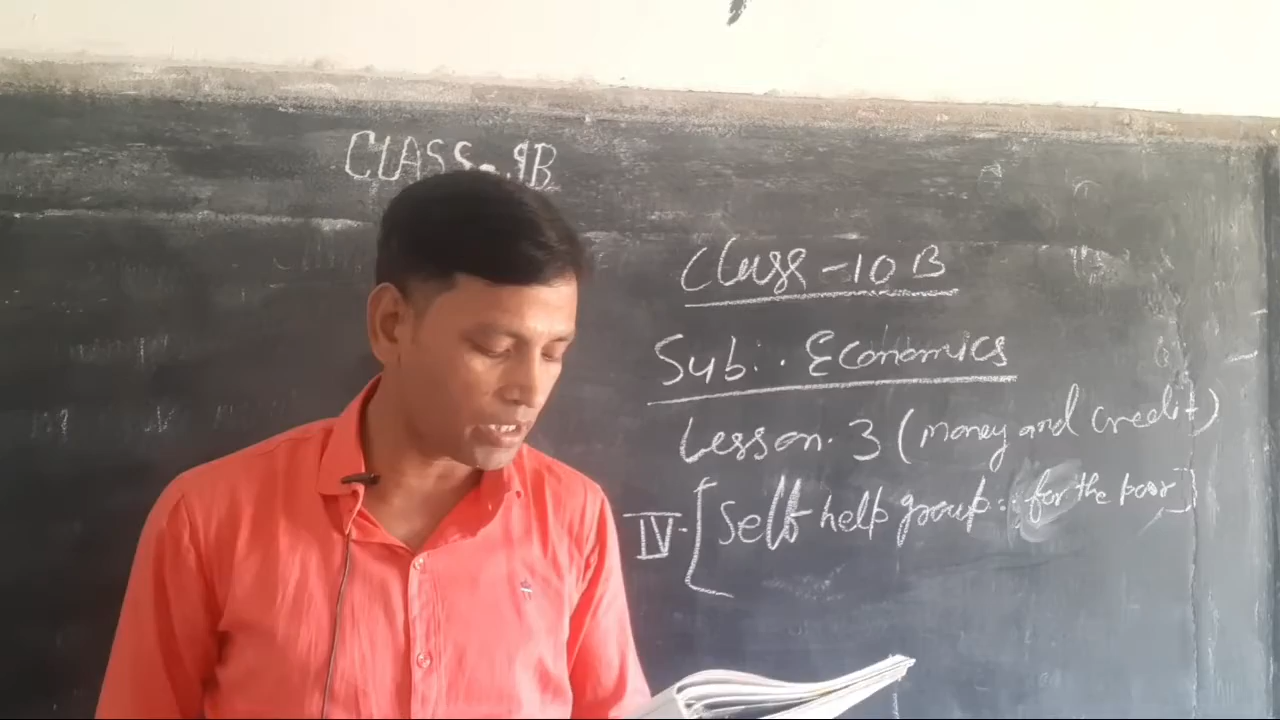 CLASS-9B
Class-10 B
Sub:. Economics
Lesson. 3 (Money and credit)
IV. [Self help group: for the poor]